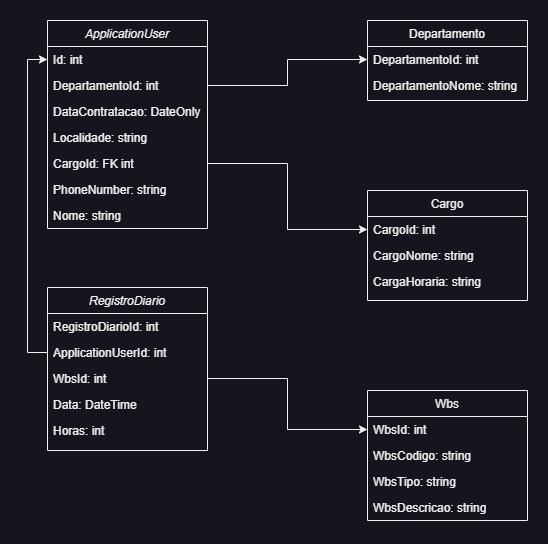 ApplicationUser
Id: int
DepartamentoId: int
DataContratacao: DateOnly
Localidade: string
CargoId: FK int
PhoneNumber: string
Nome: string
Departamento
DepartamentoId: int
DepartamentoNome: string
Cargo
CargoId: int
CargoNome: string
CargaHoraria: string
RegistroDiario
RegistroDiarioId: int
ApplicationUserId: int
WbsId: int
Data: DateTime
Horas: int
Wbs
WbsId: int
WbsCodigo: string
WbsTipo: string
WbsDescricao: string